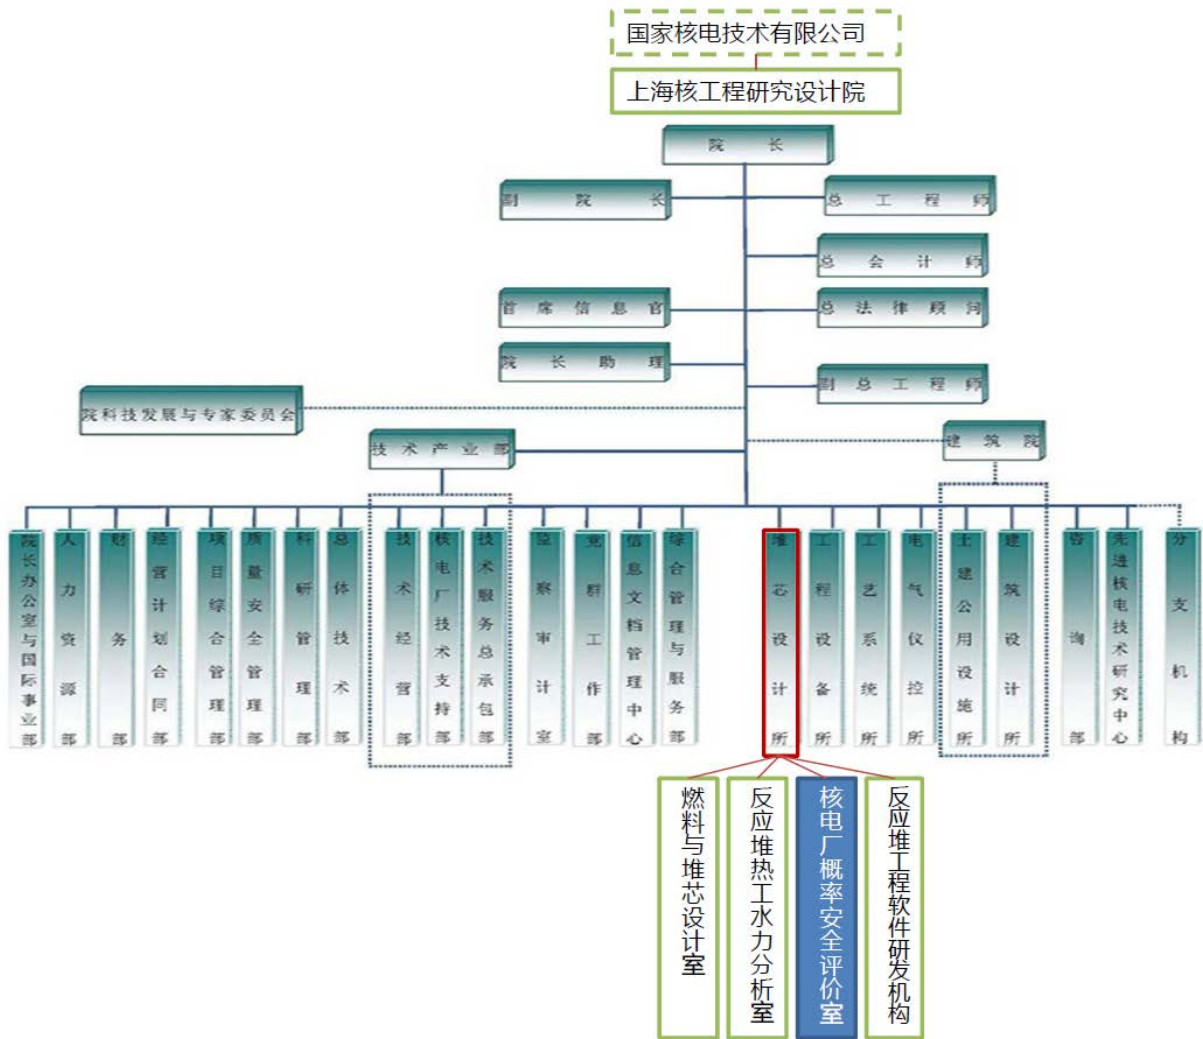 国家核电技术有限公司
上海核工程研究设计院
院长
副院长
总工程师
总会计师
首席信息官
总法律顾问
院长助理
副总工程师
院科技发展与专家委员会
技术产业部
建筑院
院长办公室与国际事业部
人力资源部
财务部
经营计划合同部
项目综合管理部
质量安全管理部
科研管理部
总体技术部
技术经营部
核电厂技术支持部
技术服务总承包部
监察审计室
党群工作部
信息文档管理中心
综合管理与服务部
堆芯设计所
工程设备所
工艺系统所
电气仪控所
土建公用设施所
建筑设计所
咨询部
先进核电技术研究中心
分支机构
燃料与堆芯设计室
反应堆热工水力分析室
核电厂概率安全评价室
反应堆工程软件研发机构